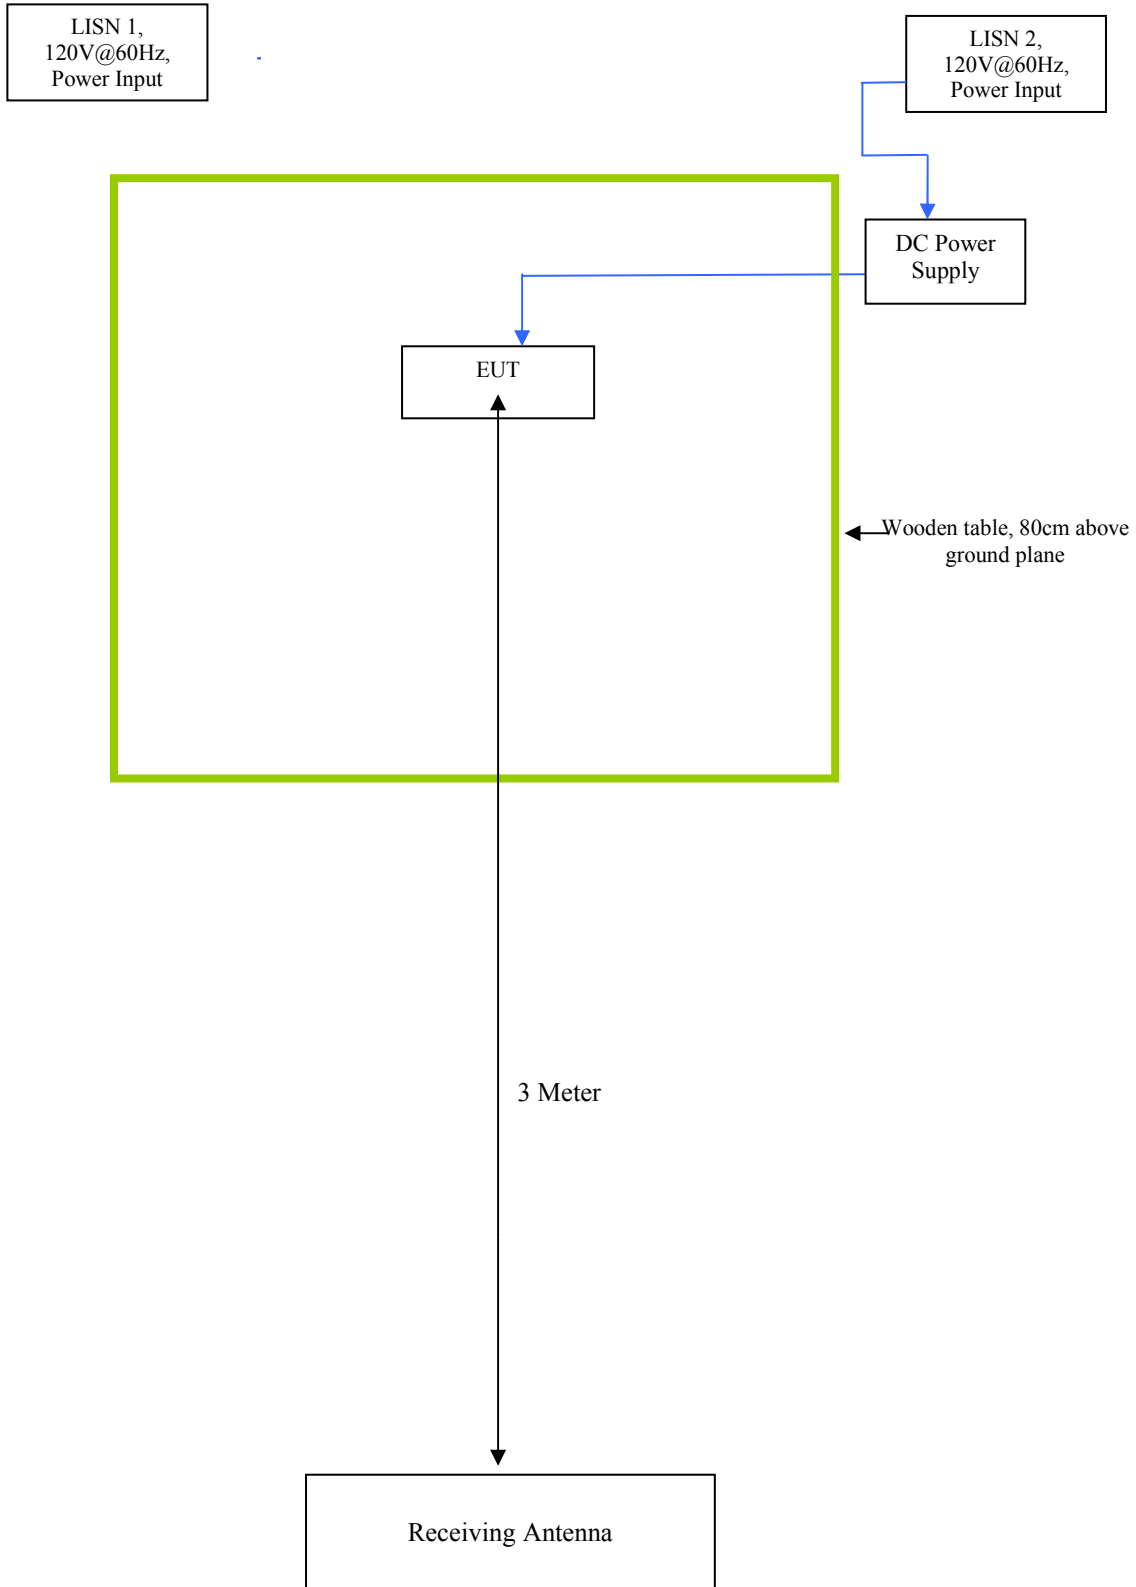 LISN 1,
120V@60Hz,
Power Input
LISN 2,
120V@60Hz,
Power Input
DC Power
Supply
EUT
Wooden table, 80cm above
ground plane
3 Meter
Receiving Antenna